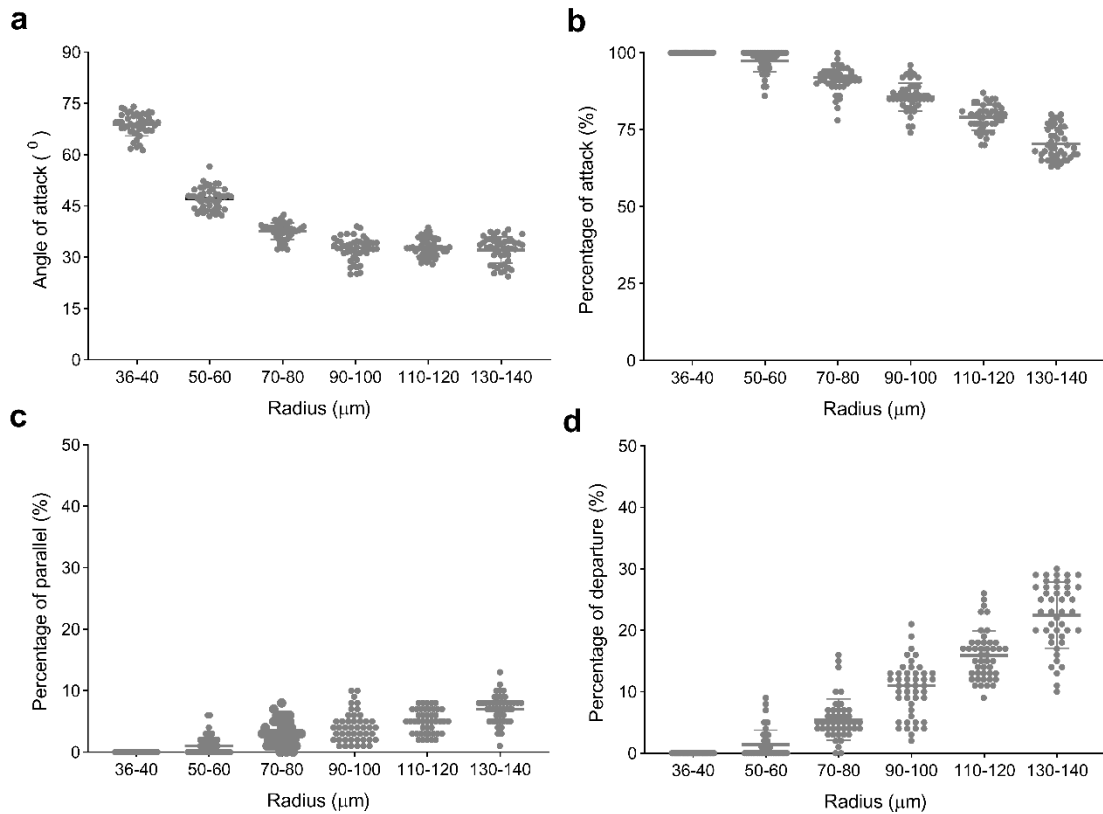 a
90
75
60
45
30
15
0
Angle of attack ( ⁰ )
36-40 50-60 70-80 90-100 110-120 130-140
Radius (μm)
b
100
75
50
25
0
Percentage of attack (%)
36-40 50-60 70-80 90-100 110-120 130-140
Radius (μm)
c
50
40
30
20
10
0
Percentage of parallel (%)
36-40 50-60 70-80 90-100 110-120 130-140
Radius (μm)
d
50
40
30
20
10
0
Percentage of departure (%)
36-40 50-60 70-80 90-100 110-120 130-140
Radius (μm)